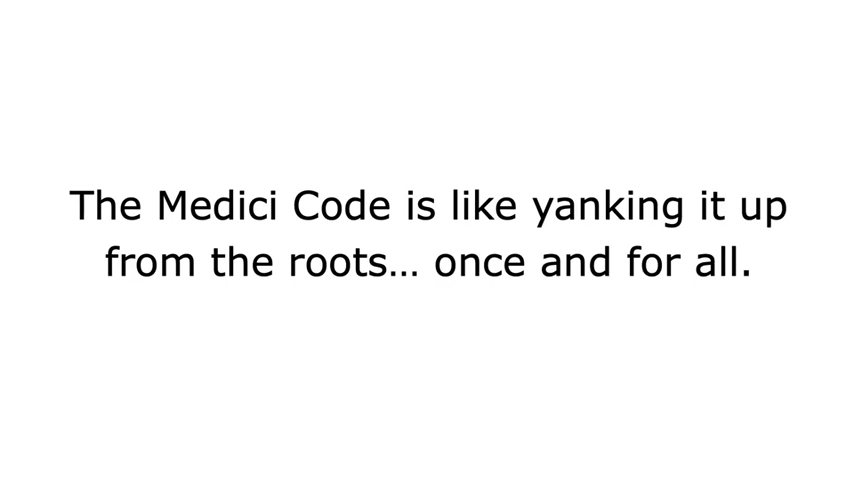 The Medici Code is like yanking it up
from the roots… once and for all.